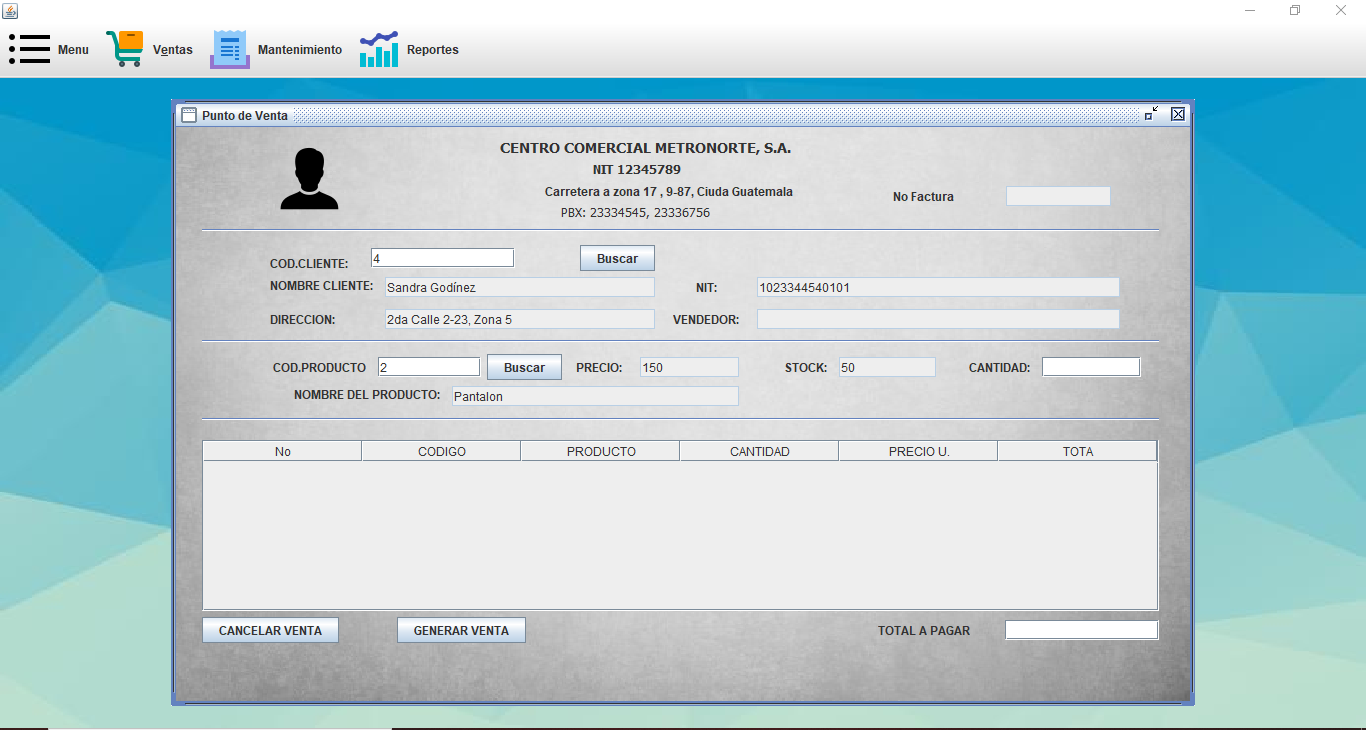 Menu Ventas Mantenimiento Reportes
Punto de Venta
CENTRO COMERCIAL METRONORTE, S.A.
NIT 12345789
Carretera a zona 17 , 9-87, Ciuda Guatemala
No Factura
PBX: 23334545, 23336756
COD.CLIENTE: 4 Buscar
NOMBRE CLIENTE: Sandra Godínez NIT: 1023344540101
DIRECCION: 2da Calle 2-23, Zona 5 VENDEDOR:
COD.PRODUCTO 2 Buscar PRECIO: 150 STOCK: 50 CANTIDAD:
NOMBRE DEL PRODUCTO: Pantalon
No CODIGO PRODUCTO CANTIDAD PRECIO U. TOTA
CANCELAR VENTA GENERAR VENTA TOTAL A PAGAR